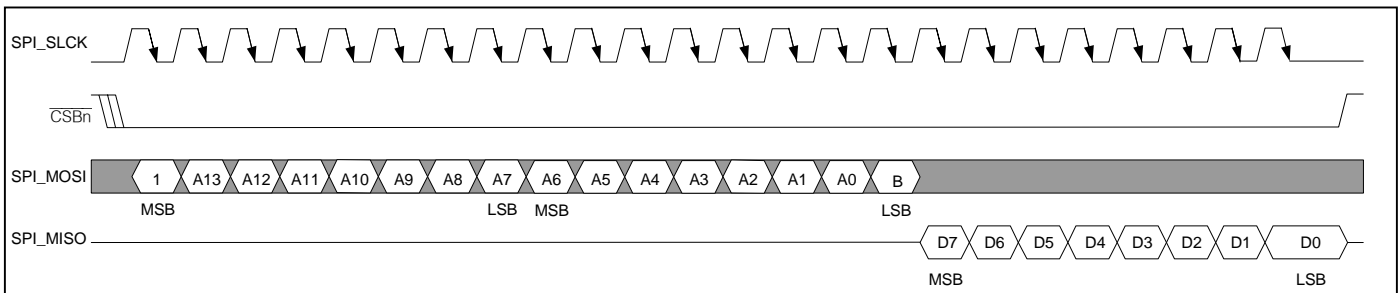 SPI_SLCK
CSBn
SPI_MOSI 1 A13 A12 A11 A10 A9 A8 A7 A6 A5 A4 A3 A2 A1 A0 B
MSB LSB MSB LSB
SPI_MISO D7 D6 D5 D4 D3 D2 D1 D0
MSB LSB